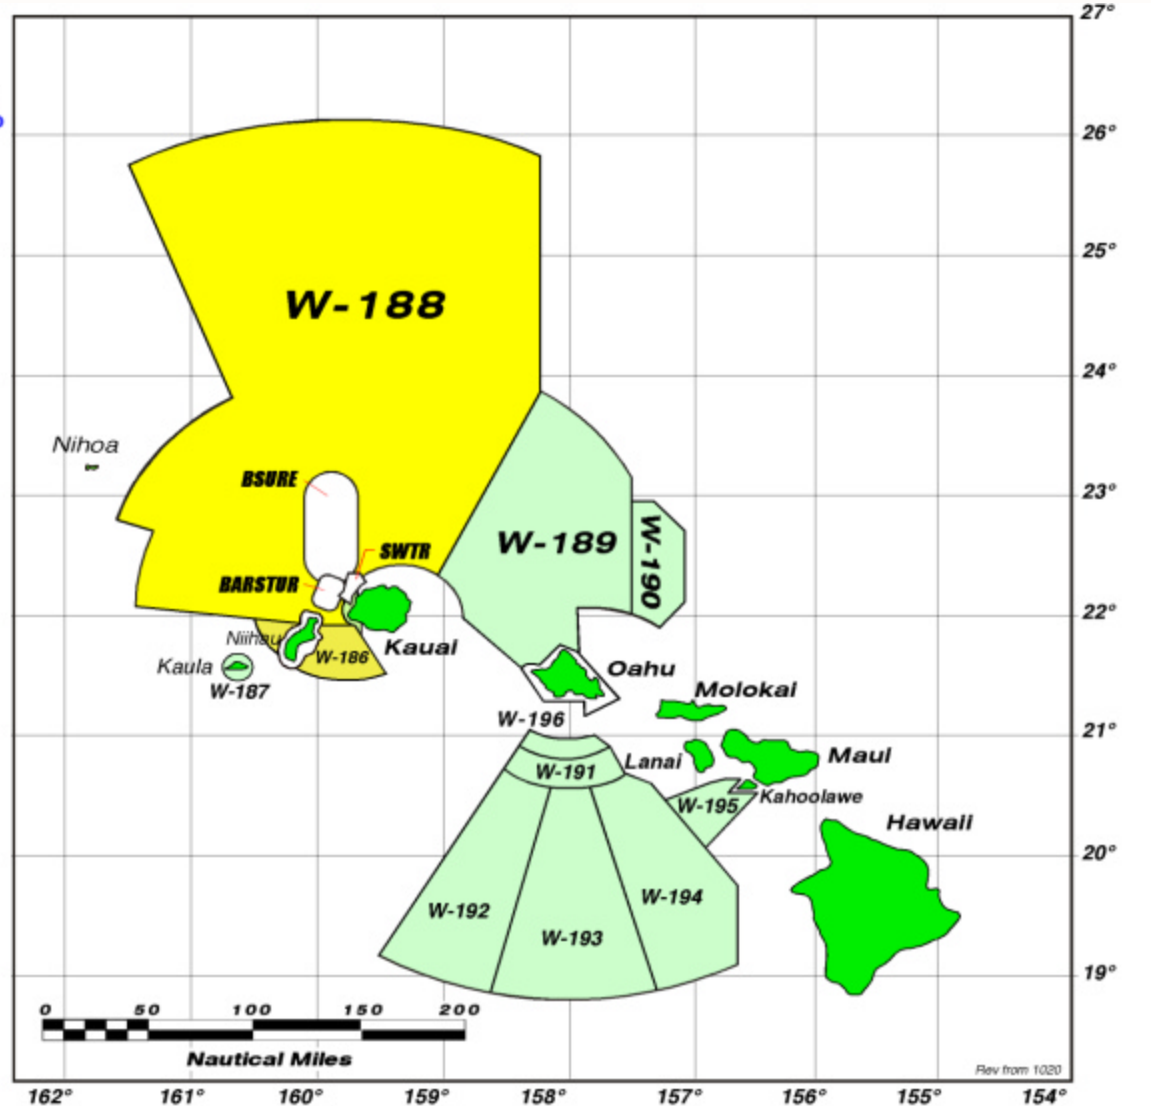 27°
26°
25°
W-188
24°
Nihoa
BSURE
23°
W-189
W-190
SWTR
BARSTUR
22°
Niihau
Kauai
W-186
Kaula
W-187
Oahu
Molokai
W-196
21°
W-191
Lanai
Maui
W-195
Kahoolawe
Hawaii
20°
W-192
W-194
W-193
19°
0 50 100 150 200
Nautical Miles
Rev from 1020
162° 161° 160° 159° 158° 157° 156° 155° 154°